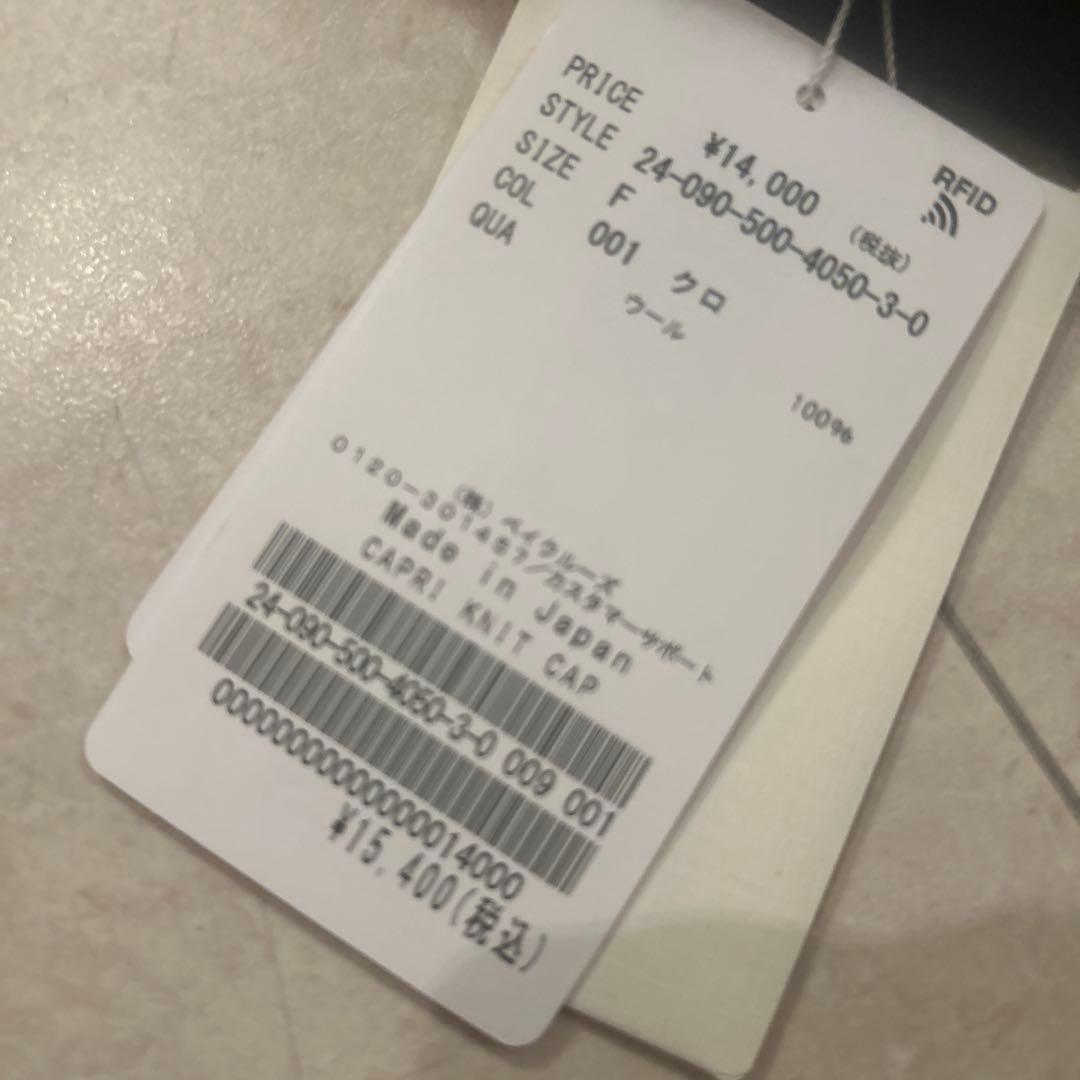 RFID
PRICE ¥14,000 (税抜)
STYLE 24-090-500-4050-3-0
SIZE F
COL 001 クロ
QUA ウール 100%
(株) ベイクルーズ
0120-301457/カスタマーサポート
Made in Japan
CAPRI KNIT CAP
24-090-500-4050-3-0 009 001
¥15,400(税込)